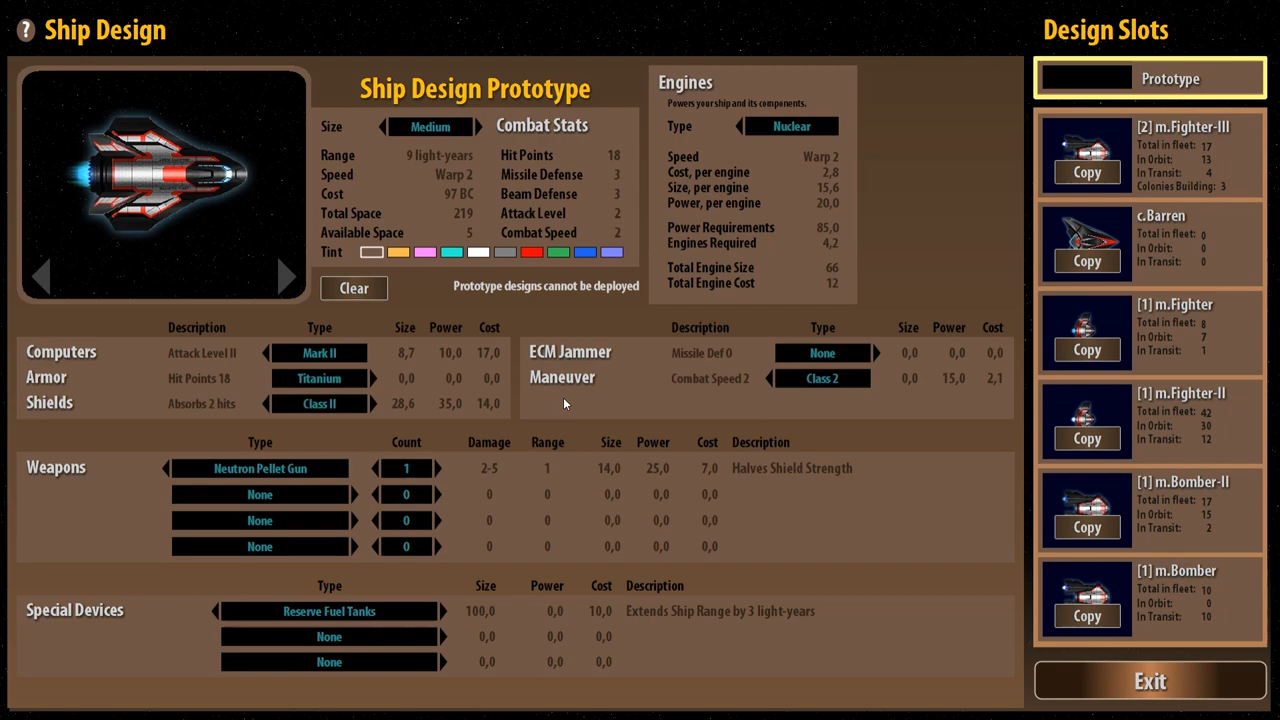 ? Ship Design
Design Slots
Ship Design Prototype
Size Medium Combat Stats
Range 9 light-years Hit Points 18
Speed Warp 2 Missile Defense 3
Cost 97 BC Beam Defense 3
Total Space 219 Attack Level 2
Available Space 5 Combat Speed 2
Tint
Clear Prototype designs cannot be deployed
Engines
Powers your ship and its components.
Type Nuclear
Speed Warp 2
Cost, per engine 2,8
Size, per engine 15,6
Power, per engine 20,0
Power Requirements 85,0
Engines Required 4,2
Total Engine Size 66
Total Engine Cost 12
Description Type Size Power Cost
Computers Attack Level II Mark II 8,7 10,0 17,0
Armor Hit Points 18 Titanium 0,0 0,0 0,0
Shields Absorbs 2 hits Class II 28,6 35,0 14,0
Description Type Size Power Cost
ECM Jammer Missile Def 0 None 0,0 0,0 0,0
Maneuver Combat Speed 2 Class 2 0,0 15,0 2,1
Type Count Damage Range Size Power Cost Description
Weapons Neutron Pellet Gun 1 2-5 1 14,0 25,0 7,0 Halves Shield Strength
None 0 0 0 0,0 0,0 0,0
None 0 0 0 0,0 0,0 0,0
None 0 0 0 0,0 0,0 0,0
Type Size Power Cost Description
Special Devices Reserve Fuel Tanks 100,0 0,0 10,0 Extends Ship Range by 3 light-years
None 0,0 0,0 0,0
None 0,0 0,0 0,0
Prototype
[2] m.Fighter-III
Total in fleet: 17
In Orbit: 13
In Transit: 4
Colonies Building: 3
Copy
c.Barren
Total in fleet: 0
In Orbit: 0
In Transit: 0
Copy
[1] m.Fighter
Total in fleet: 8
In Orbit: 7
In Transit: 1
Copy
[1] m.Fighter-II
Total in fleet: 42
In Orbit: 30
In Transit: 12
Copy
[1] m.Bomber-II
Total in fleet: 17
In Orbit: 15
In Transit: 2
Copy
[1] m.Bomber
Total in fleet: 10
In Orbit: 0
In Transit: 10
Copy
Exit